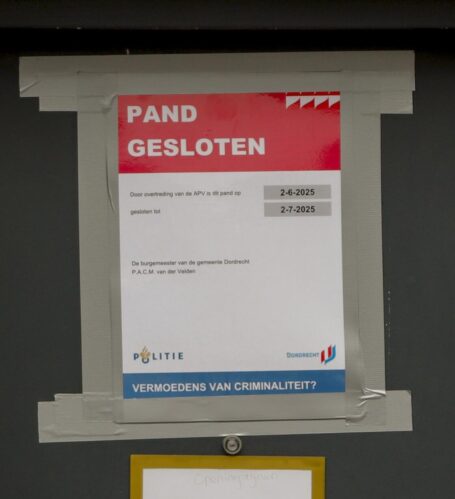 PAND
GESLOTEN
Door overtreding van de APV is dit pand op 2-6-2025
gesloten tot 2-7-2025
De burgemeester van de gemeente Dordrecht
P.A.C.M. van der Velden
POLITIE
DORDRECHT
VERMOEDENS VAN CRIMINALITEIT?